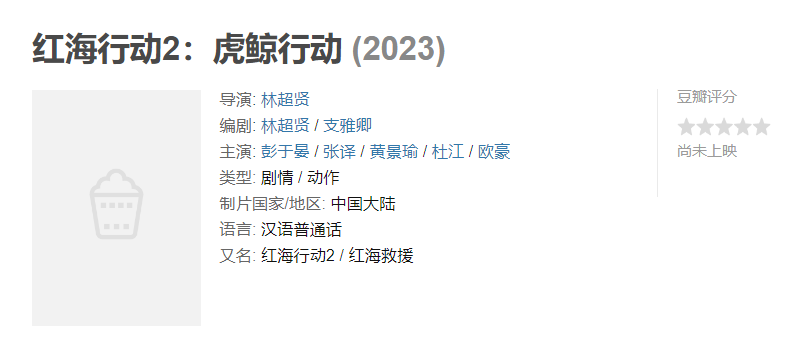 红海行动2：虎鲸行动 (2023)
导演: 林超贤
编剧: 林超贤 / 支雅卿
主演: 彭于晏 / 张译 / 黄景瑜 / 杜江 / 欧豪
类型: 剧情 / 动作
制片国家/地区: 中国大陆
语言: 汉语普通话
又名: 红海行动2 / 红海救援
豆瓣评分
尚未上映